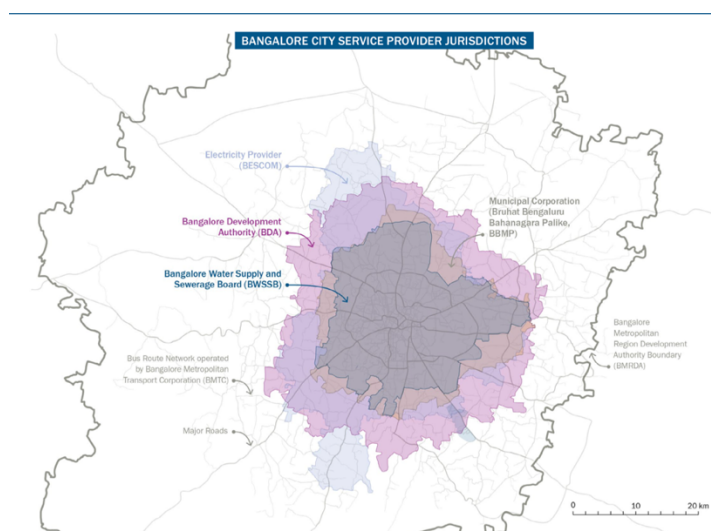 BANGALORE CITY SERVICE PROVIDER JURISDICTIONS
Electricity Provider
(BESCOM)
Municipal Corporation
(Bruhat Bengaluru
Bahanagara Palike,
BBMP)
Bangalore Development
Authority (BDA)
Bangalore Water Supply and
Sewerage Board (BWSSB)
Bangalore
Metropolitan
Region Development
Authority Boundary
(BMRDA)
Bus Route Network operated
by Bangalore Metropolitan
Transport Corporation (BMTC)
Major Roads
0 10 20 km